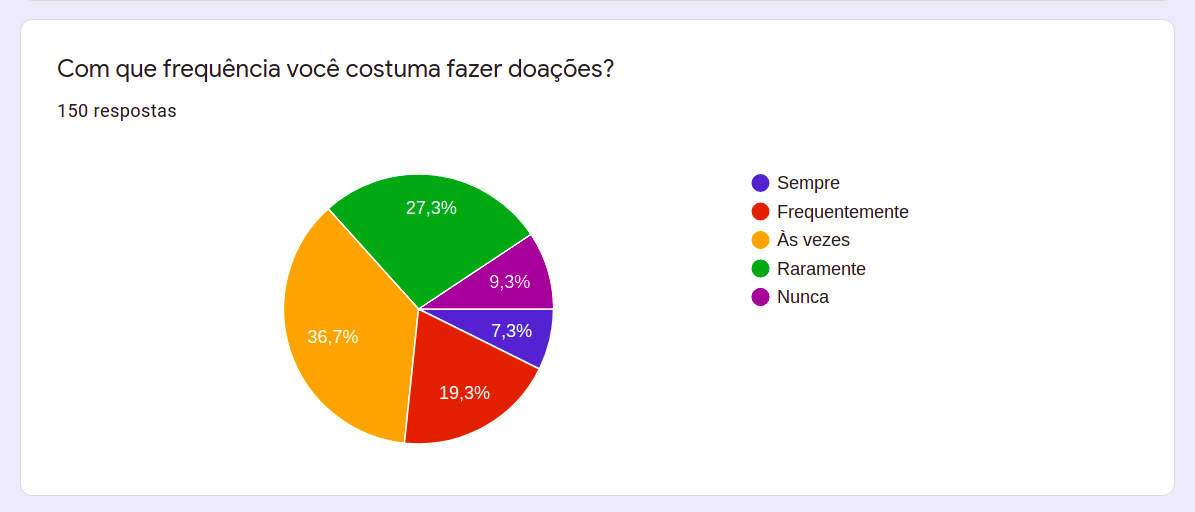 Com que frequência você costuma fazer doações?
150 respostas
27,3%
9,3%
7,3%
36,7%
19,3%
Sempre
Frequentemente
Às vezes
Raramente
Nunca